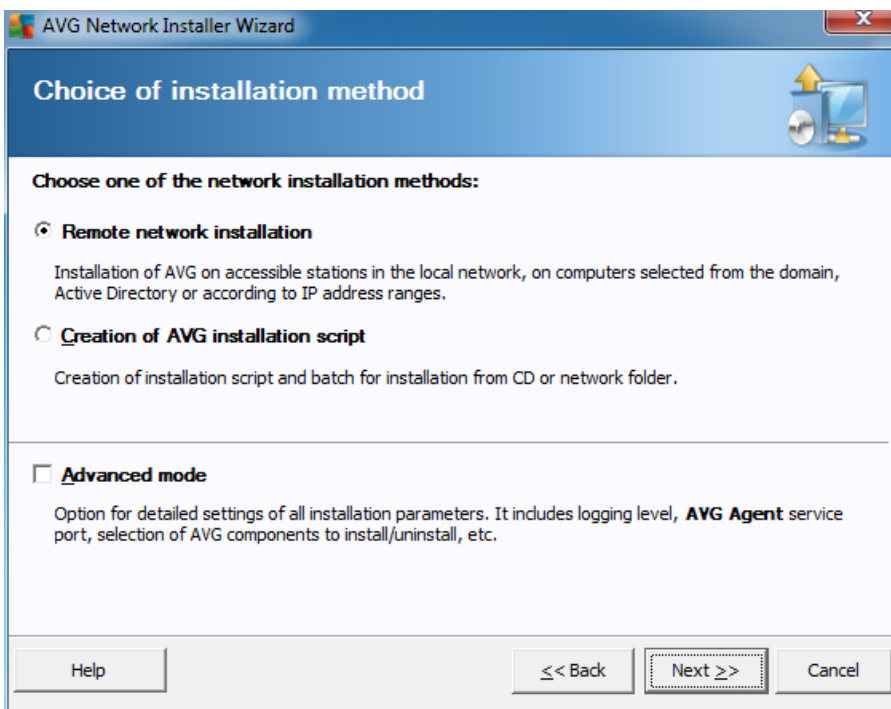 AVG Network Installer Wizard
Choice of installation method
Choose one of the network installation methods:
Remote network installation
Installation of AVG on accessible stations in the local network, on computers selected from the domain,
Active Directory or according to IP address ranges.
Creation of AVG installation script
Creation of installation script and batch for installation from CD or network folder.
Advanced mode
Option for detailed settings of all installation parameters. It includes logging level, AVG Agent service
port, selection of AVG components to install/uninstall, etc.
Help
<< Back
Next >>
Cancel